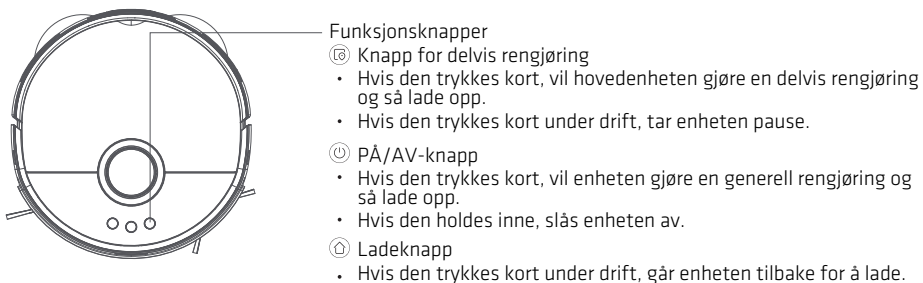 Funksjonsknapper
Knapp for delvis rengjøring
• Hvis den trykkes kort, vil hovedenheten gjøre en delvis rengjøring
og så lade opp.
• Hvis den trykkes kort under drift, tar enheten pause.
PÅ/AV-knapp
• Hvis den trykkes kort, vil enheten gjøre en generell rengjøring og
så lade opp.
• Hvis den holdes inne, slås enheten av.
Ladeknapp
• Hvis den trykkes kort under drift, går enheten tilbake for å lade.